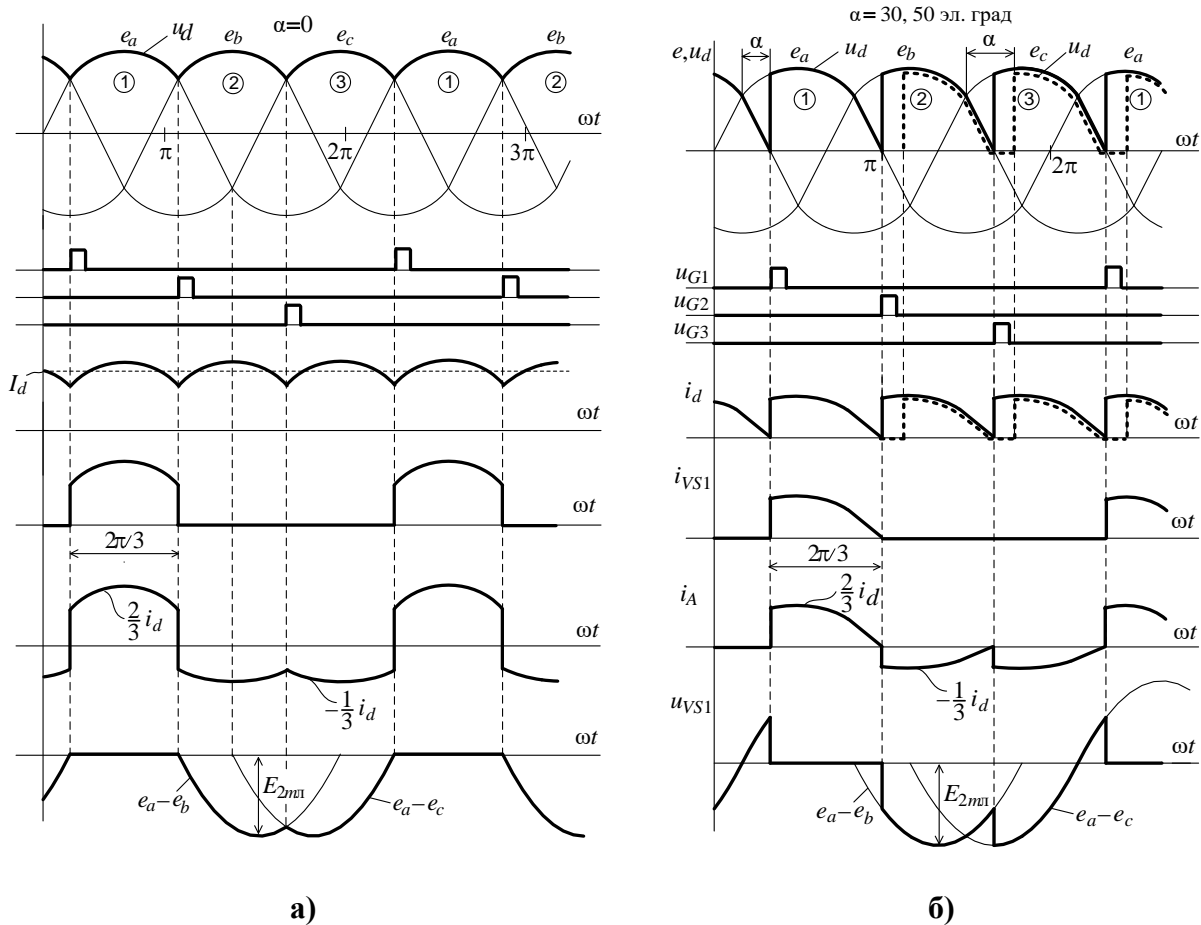 α=0
e_a u_d e_b e_c e_a e_b
① ② ③ ① ②
ωt
π 2π 3π
I_d
ωt
ωt
2π/3
2/3 i_d
ωt
−1/3 i_d
ωt
E_2mл
e_a−e_b
e_a−e_c
а)
α= 30, 50 эл. град
e,u_d α e_a u_d e_b α e_c u_d e_a
① ② ③ ①
ωt
π 2π
u_G1
u_G2
u_G3
i_d
ωt
i_VS1
ωt
2π/3
i_A
2/3 i_d
ωt
−1/3 i_d
u_VS1
ωt
E_2mл
e_a−e_b
e_a−e_c
б)